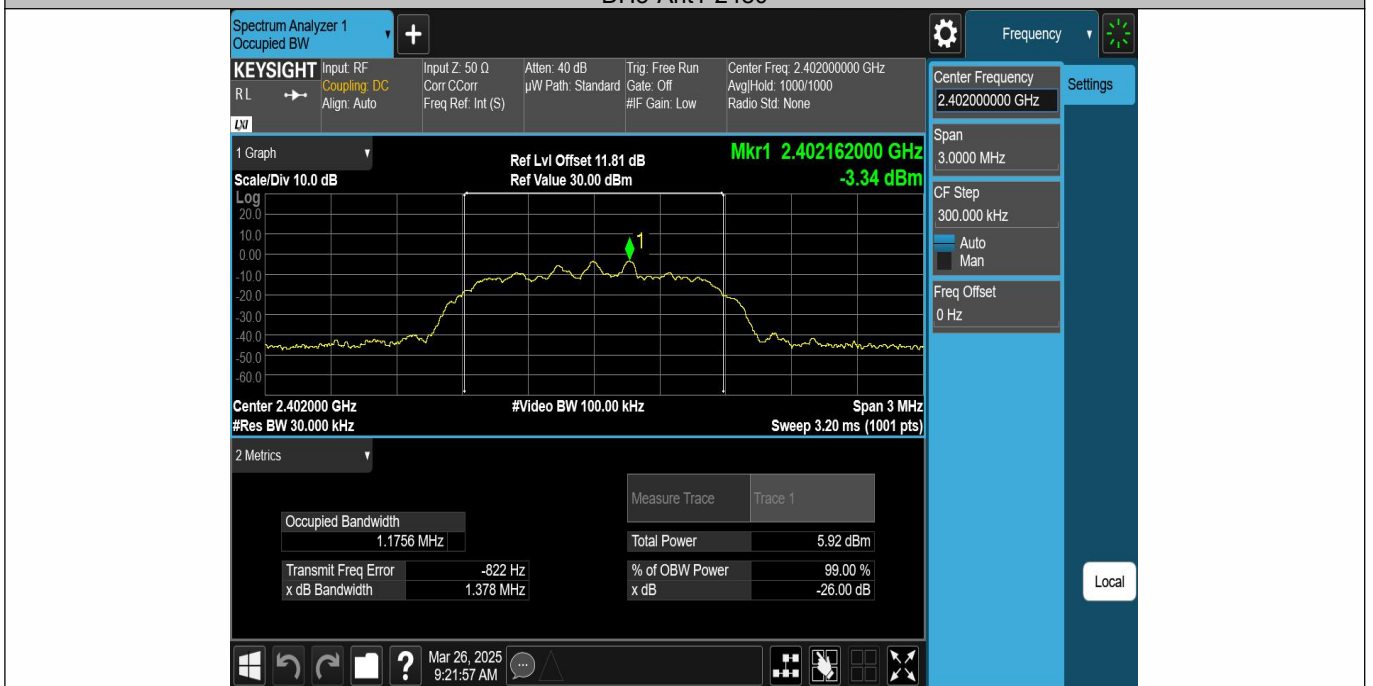 Spectrum Analyzer 1
Occupied BW
+
Frequency
KEYSIGHT
RL
LXI
Input: RF
Coupling: DC
Align: Auto
Input Z: 50 Ω
Corr CCorr
Freq Ref: Int (S)
Atten: 40 dB
µW Path: Standard
Trig: Free Run
Gate: Off
#IF Gain: Low
Center Freq: 2.402000000 GHz
Avg|Hold: 1000/1000
Radio Std: None
Center Frequency
2.402000000 GHz
Settings
Span
3.0000 MHz
CF Step
300.000 kHz
Auto
Man
Freq Offset
0 Hz
Local
1 Graph
Scale/Div 10.0 dB
Ref Lvl Offset 11.81 dB
Ref Value 30.00 dBm
Mkr1 2.402162000 GHz
-3.34 dBm
Log
20.0
10.0
0.00
-10.0
-20.0
-30.0
-40.0
-50.0
-60.0
1
Center 2.402000 GHz
#Res BW 30.000 kHz
#Video BW 100.00 kHz
Span 3 MHz
Sweep 3.20 ms (1001 pts)
2 Metrics
Measure Trace Trace 1
Occupied Bandwidth
1.1756 MHz
Total Power 5.92 dBm
Transmit Freq Error -822 Hz
% of OBW Power 99.00 %
x dB Bandwidth 1.378 MHz
x dB -26.00 dB
?
Mar 26, 2025
9:21:57 AM